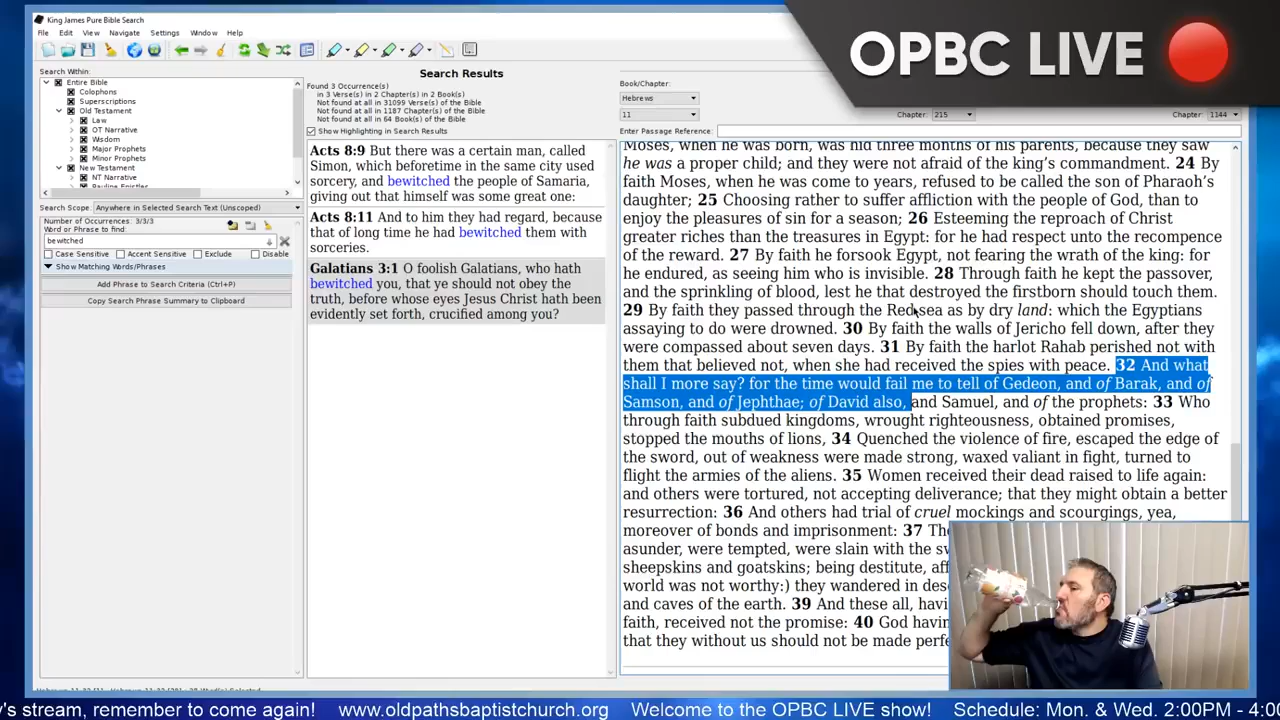 King James Pure Bible Search
File Edit View Navigate Settings Window Help
OPBC LIVE
Search Within:
Entire Bible
Colophons
Superscriptions
Old Testament
Law
OT Narrative
Wisdom
Major Prophets
Minor Prophets
New Testament
NT Narrative
Pauline Epistles
Search Scope: Anywhere in Selected Search Text (Unscoped)
Number of Occurrences: 3/3/3
Word or Phrase to find:
bewitched
Case Sensitive Accent Sensitive Exclude Disable
Show Matching Words/Phrases
Add Phrase to Search Criteria (Ctrl+P)
Copy Search Phrase Summary to Clipboard
Search Results
Found 3 Occurrence(s)
in 3 Verse(s) in 2 Chapter(s) in 2 Book(s)
Not found at all in 31099 Verse(s) of the Bible
Not found at all in 1187 Chapter(s) of the Bible
Not found at all in 64 Book(s) of the Bible
Show Highlighting in Search Results
Acts 8:9 But there was a certain man, called
Simon, which beforetime in the same city used
sorcery, and bewitched the people of Samaria,
giving out that himself was some great one:
Acts 8:11 And to him they had regard, because
that of long time he had bewitched them with
sorceries.
Galatians 3:1 O foolish Galatians, who hath
bewitched you, that ye should not obey the
truth, before whose eyes Jesus Christ hath been
evidently set forth, crucified among you?
Book/Chapter:
Hebrews
11
Chapter: 215
Chapter: 1144
Enter Passage Reference:
Moses, when he was born, was hid three months of his parents, because they saw
he was a proper child; and they were not afraid of the king's commandment. 24 By
faith Moses, when he was come to years, refused to be called the son of Pharaoh's
daughter; 25 Choosing rather to suffer affliction with the people of God, than to
enjoy the pleasures of sin for a season; 26 Esteeming the reproach of Christ
greater riches than the treasures in Egypt: for he had respect unto the recompence
of the reward. 27 By faith he forsook Egypt, not fearing the wrath of the king: for
he endured, as seeing him who is invisible. 28 Through faith he kept the passover,
and the sprinkling of blood, lest he that destroyed the firstborn should touch them.
29 By faith they passed through the Red sea as by dry land: which the Egyptians
assaying to do were drowned. 30 By faith the walls of Jericho fell down, after they
were compassed about seven days. 31 By faith the harlot Rahab perished not with
them that believed not, when she had received the spies with peace. 32 And what
shall I more say? for the time would fail me to tell of Gedeon, and of Barak, and of
Samson, and of Jephthae; of David also, and Samuel, and of the prophets: 33 Who
through faith subdued kingdoms, wrought righteousness, obtained promises,
stopped the mouths of lions, 34 Quenched the violence of fire, escaped the edge of
the sword, out of weakness were made strong, waxed valiant in fight, turned to
flight the armies of the aliens. 35 Women received their dead raised to life again:
and others were tortured, not accepting deliverance; that they might obtain a better
resurrection: 36 And others had trial of cruel mockings and scourgings, yea,
moreover of bonds and imprisonment: 37 Th
asunder, were tempted, were slain with the sw
sheepskins and goatskins; being destitute, aff
world was not worthy:) they wandered in des
and caves of the earth. 39 And these all, havi
faith, received not the promise: 40 God havin
that they without us should not be made perfe
y's stream, remember to come again! www.oldpathsbaptistchurch.org Welcome to the OPBC LIVE show! Schedule: Mon. & Wed. 2:00PM - 4:00